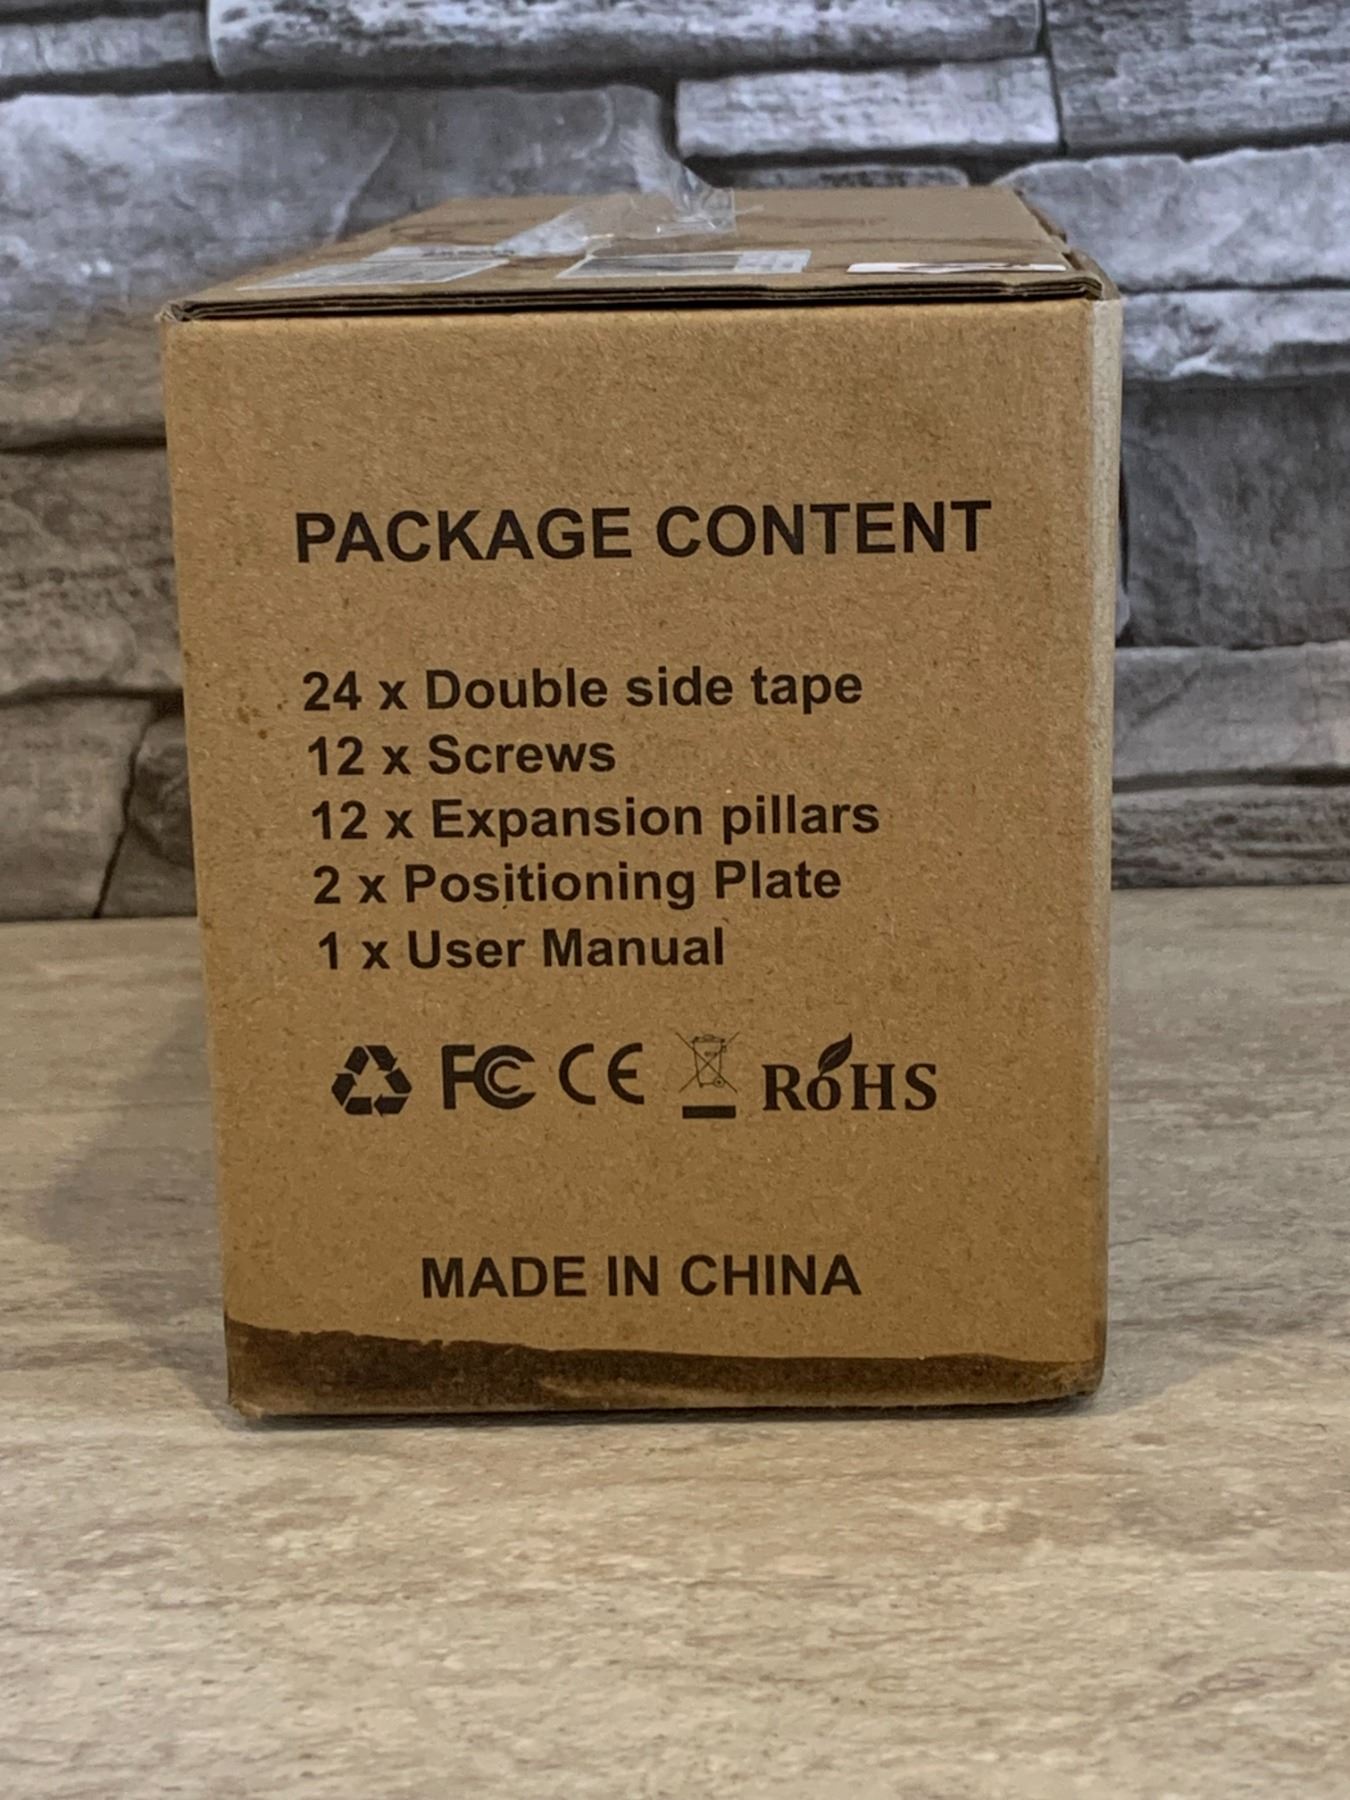 PACKAGE CONTENT
24 x Double side tape
12 x Screws
12 x Expansion pillars
2 x Positioning Plate
1 x User Manual
FC CE RoHS
MADE IN CHINA